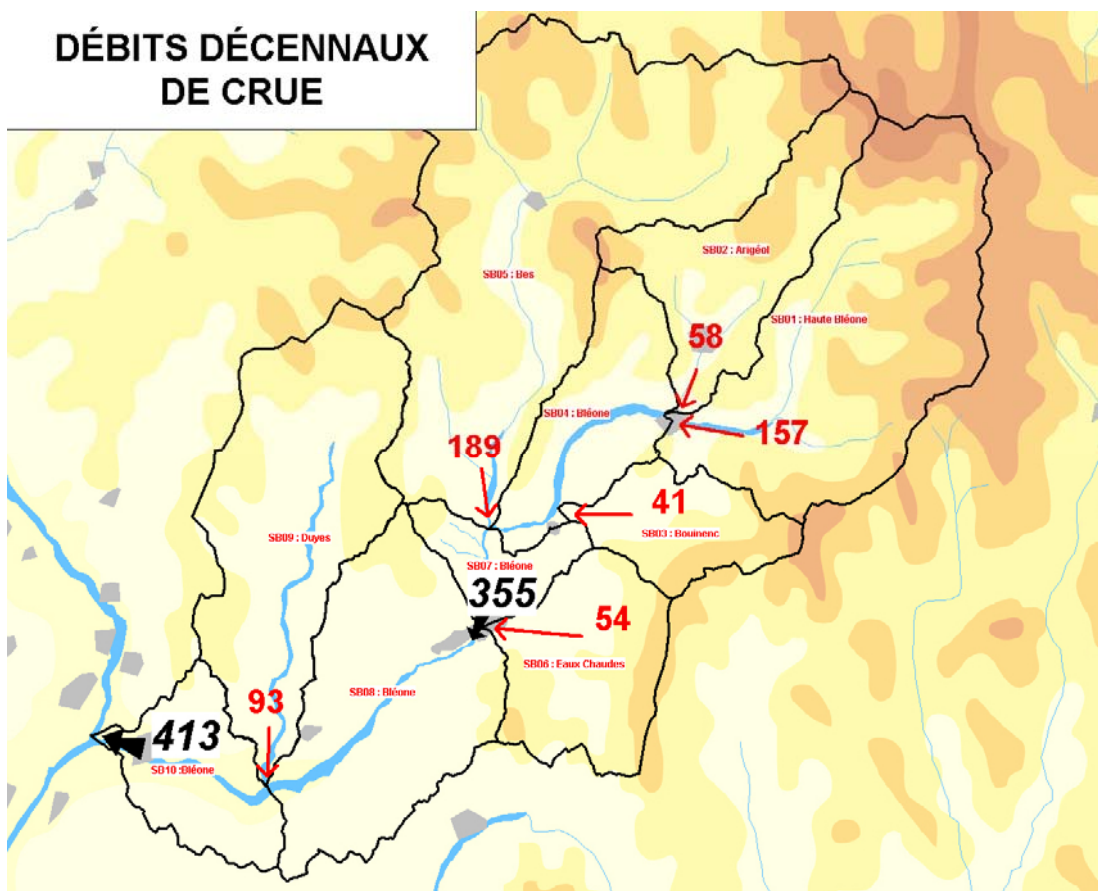 DÉBITS DÉCENNAUX
DE CRUE
SB02 : Arigéol
SB05 : Bes
SB01 : Haute Bléone
58
SB04 : Bléone
157
189
41
SB03 : Bouinenc
SB09 : Duyes
SB07 : Bléone
355
54
SB06 : Eaux Chaudes
SB08 : Bléone
93
413
SB10 : Bléone